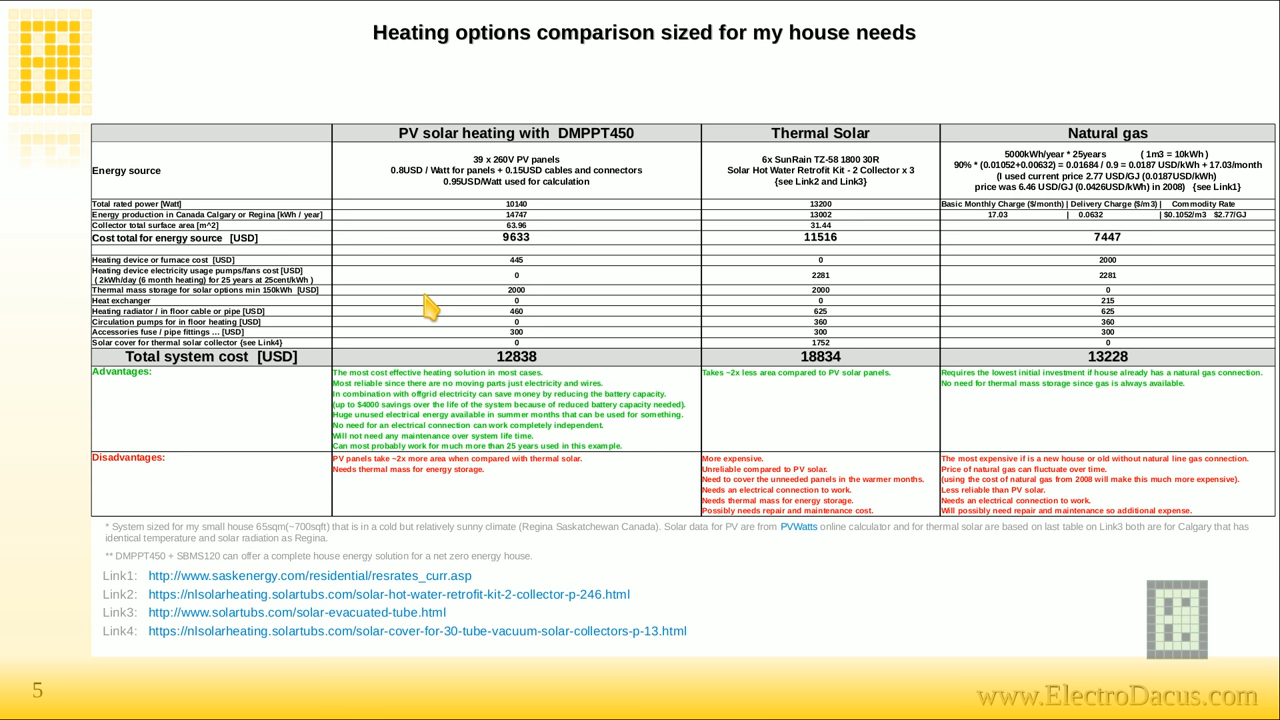 Heating options comparison sized for my house needs
PV solar heating with DMPPT450 Thermal Solar Natural gas
Energy source
39 x 260V PV panels
0.8USD / Watt for panels + 0.15USD cables and connectors
0.95USD/Watt used for calculation
6x SunRain TZ-58 1800 30R
Solar Hot Water Retrofit Kit - 2 Collector x 3
{see Link2 and Link3}
5000kWh/year * 25years ( 1m3 = 10kWh )
90% * (0.01052+0.00632) = 0.01684 / 0.9 = 0.0187 USD/kWh + 17.03/month
(I used current price 2.77 USD/GJ (0.0187USD/kWh)
price was 6.46 USD/GJ (0.0426USD/kWh) in 2008) {see Link1}
Total rated power [Watt] 10140 13200 Basic Monthly Charge ($/month) | Delivery Charge ($/m3) | Commodity Rate
Energy production in Canada Calgary or Regina [kWh / year] 14747 13002 17.03 | 0.0632 | $0.1052/m3 $2.77/GJ
Collector total surface area [m^2] 63.96 31.44
Cost total for energy source [USD] 9633 11516 7447
Heating device or furnace cost [USD] 445 0 2000
Heating device electricity usage pumps/fans cost [USD]
( 2kWh/day (6 month heating) for 25 years at 25cent/kWh ) 0 2281 2281
Thermal mass storage for solar options min 150kWh [USD] 2000 2000 0
Heat exchanger 0 0 215
Heating radiator / in floor cable or pipe [USD] 460 625 625
Circulation pumps for in floor heating [USD] 0 360 360
Accessories fuse / pipe fittings ... [USD] 300 300 300
Solar cover for thermal solar collector {see Link4} 0 1752 0
Total system cost [USD] 12838 18834 13228
Advantages:
The most cost effective heating solution in most cases.
Most reliable since there are no moving parts just electricity and wires.
In combination with offgrid electricity can save money by reducing the battery capacity.
(up to $4000 savings over the life of the system because of reduced battery capacity needed).
Huge unused electrical energy available in summer months that can be used for something.
No need for an electrical connection can work completely independent.
Will not need any maintenance over system life time.
Can most probably work for much more than 25 years used in this example.
Takes ~2x less area compared to PV solar panels.
Requires the lowest initial investment if house already has a natural gas connection.
No need for thermal mass storage since gas is always available.
Disadvantages:
PV panels take ~2x more area when compared with thermal solar.
Needs thermal mass for energy storage.
More expensive.
Unreliable compared to PV solar.
Need to cover the unneeded panels in the warmer months.
Needs an electrical connection to work.
Needs thermal mass for energy storage.
Possibly needs repair and maintenance cost.
The most expensive if is a new house or old without natural line gas connection.
Price of natural gas can fluctuate over time.
(using the cost of natural gas from 2008 will make this much more expensive).
Less reliable than PV solar.
Needs an electrical connection to work.
Will possibly need repair and maintenance so additional expense.
* System sized for my small house 65sqm(~700sqft) that is in a cold but relatively sunny climate (Regina Saskatchewan Canada). Solar data for PV are from PVWatts online calculator and for thermal solar are based on last table on Link3 both are for Calgary that has
identical temperature and solar radiation as Regina.
** DMPPT450 + SBMS120 can offer a complete house energy solution for a net zero energy house.
Link1: http://www.saskenergy.com/residential/resrates_curr.asp
Link2: https://nlsolarheating.solartubs.com/solar-hot-water-retrofit-kit-2-collector-p-246.html
Link3: http://www.solartubs.com/solar-evacuated-tube.html
Link4: https://nlsolarheating.solartubs.com/solar-cover-for-30-tube-vacuum-solar-collectors-p-13.html
5
www.ElectroDacus.com